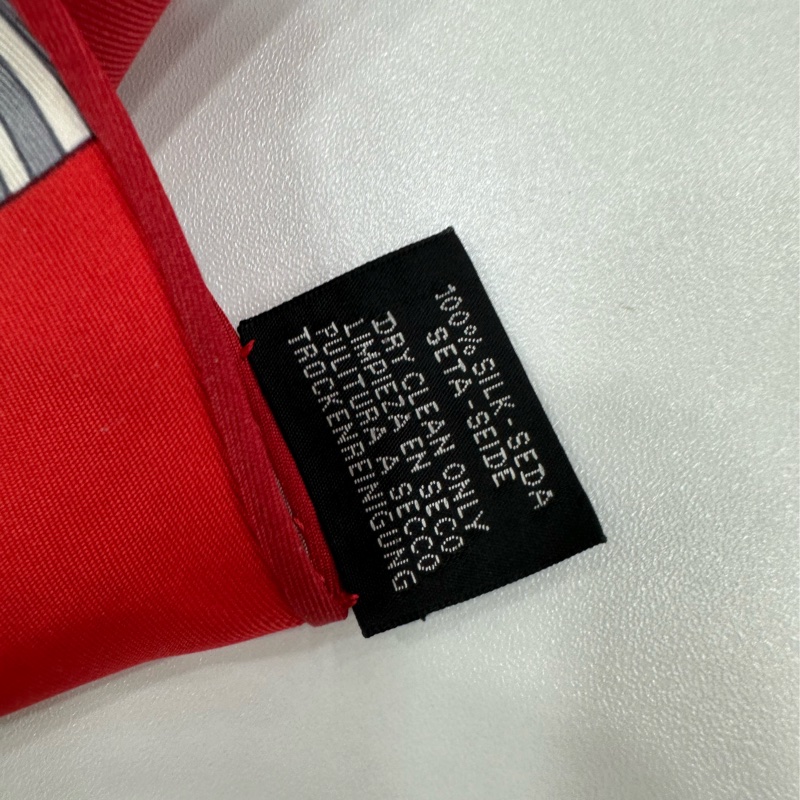 100% SILK-SEDA
SETA-SEIDE
DRY CLEAN ONLY
LIMPIEZA EN SECO
PULITURA A SECCO
TROCKENREINIGUNG